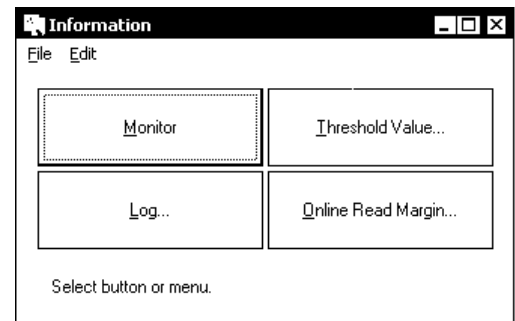 Information
File Edit
Monitor Threshold Value...
Log... Online Read Margin...
Select button or menu.